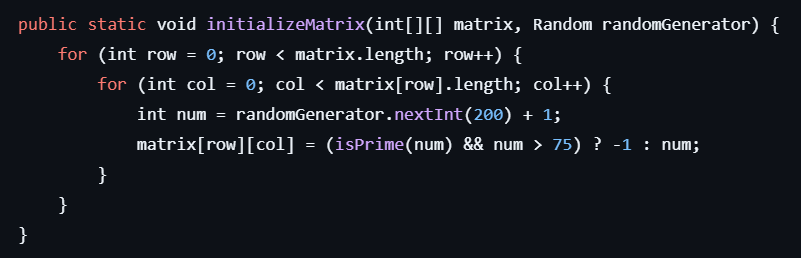 public static void initializeMatrix(int[][] matrix, Random randomGenerator) {
    for (int row = 0; row < matrix.length; row++) {
        for (int col = 0; col < matrix[row].length; col++) {
            int num = randomGenerator.nextInt(200) + 1;
            matrix[row][col] = (isPrime(num) && num > 75) ? -1 : num;
        }
    }
}